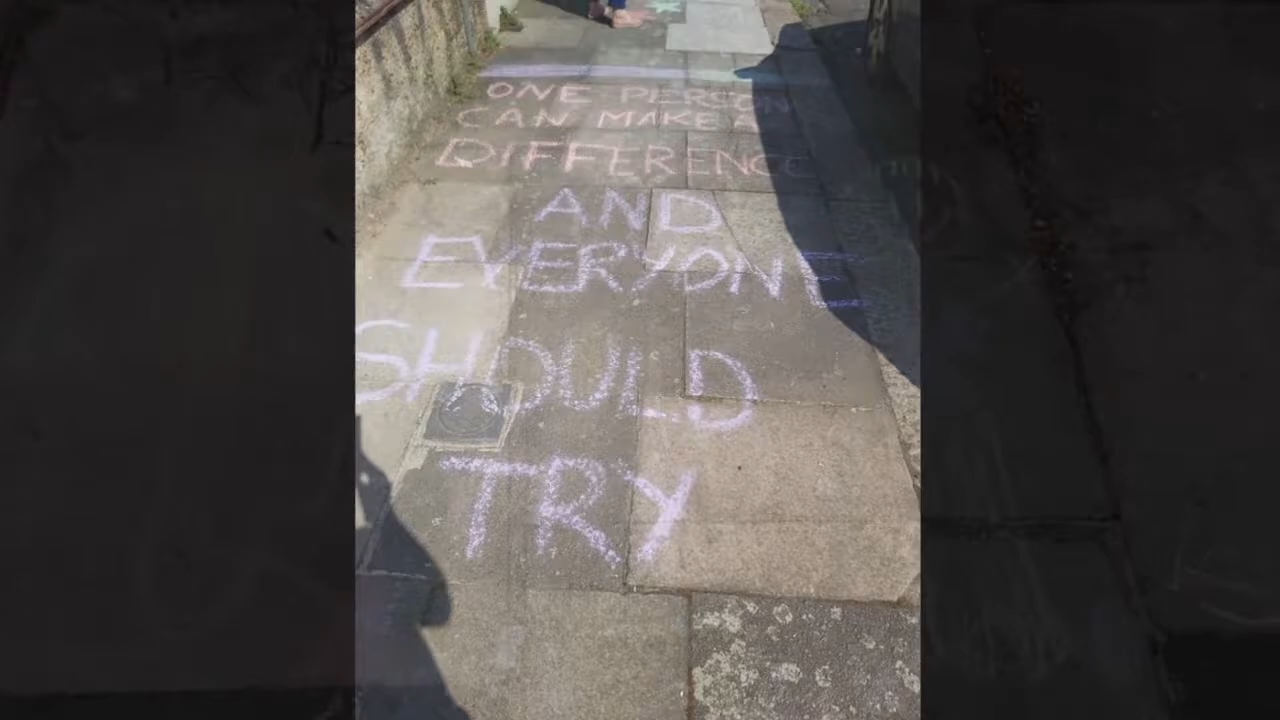 ONE PERSON
CAN MAKE A
DIFFERENCE
AND
EVERYONE
SHOULD
TRY